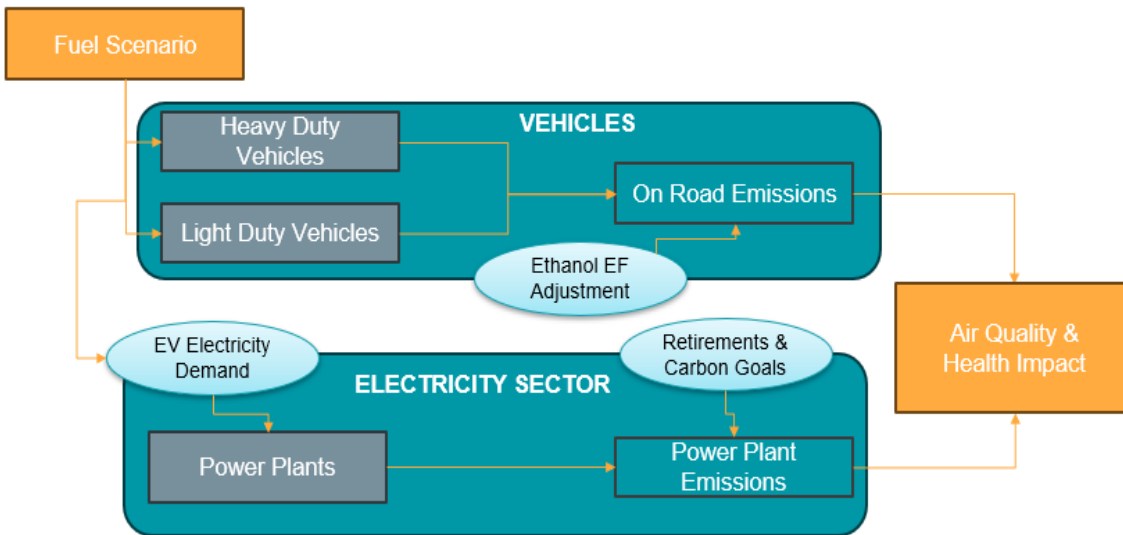 Fuel Scenario
VEHICLES
Heavy Duty
Vehicles
Light Duty Vehicles
On Road Emissions
Ethanol EF
Adjustment
Air Quality &
Health Impact
EV Electricity
Demand
Retirements &
Carbon Goals
ELECTRICITY SECTOR
Power Plants
Power Plant
Emissions